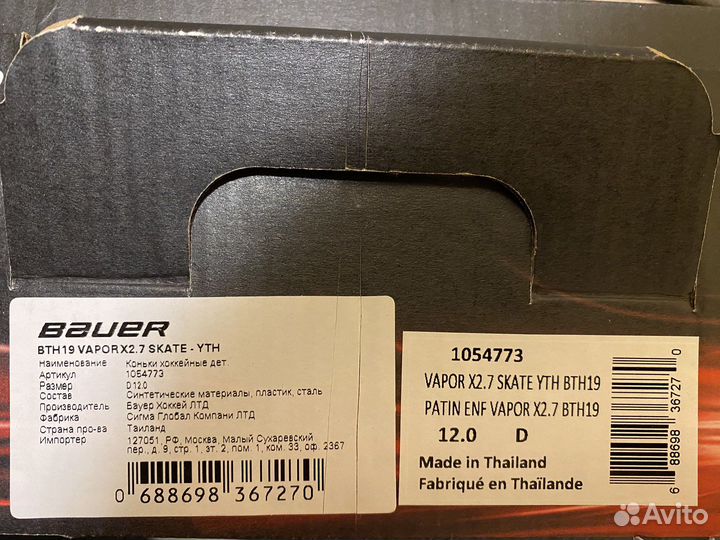 BAUER
BTH19 VAPOR X2.7 SKATE - YTH
Наименование Коньки хоккейные дет.
Артикул 1054773
Размер D12.0
Состав Синтетические материалы, пластик, сталь
Производитель Бауер Хоккей ЛТД
Фабрика Сигма Глобал Компани ЛТД
Страна про-ва Таиланд
Импортер 127051, РФ, Москва, Малый Сухаревский
пер., д. 9, стр. 1, эт. 2, пом. 1, ком. 33, оф. 2367
0 688698 367270
1054773
VAPOR X2.7 SKATE YTH BTH19
PATIN ENF VAPOR X2.7 BTH19
12.0 D
Made in Thailand
Fabriqué en Thaïlande
6 88698 36727 0
Avito